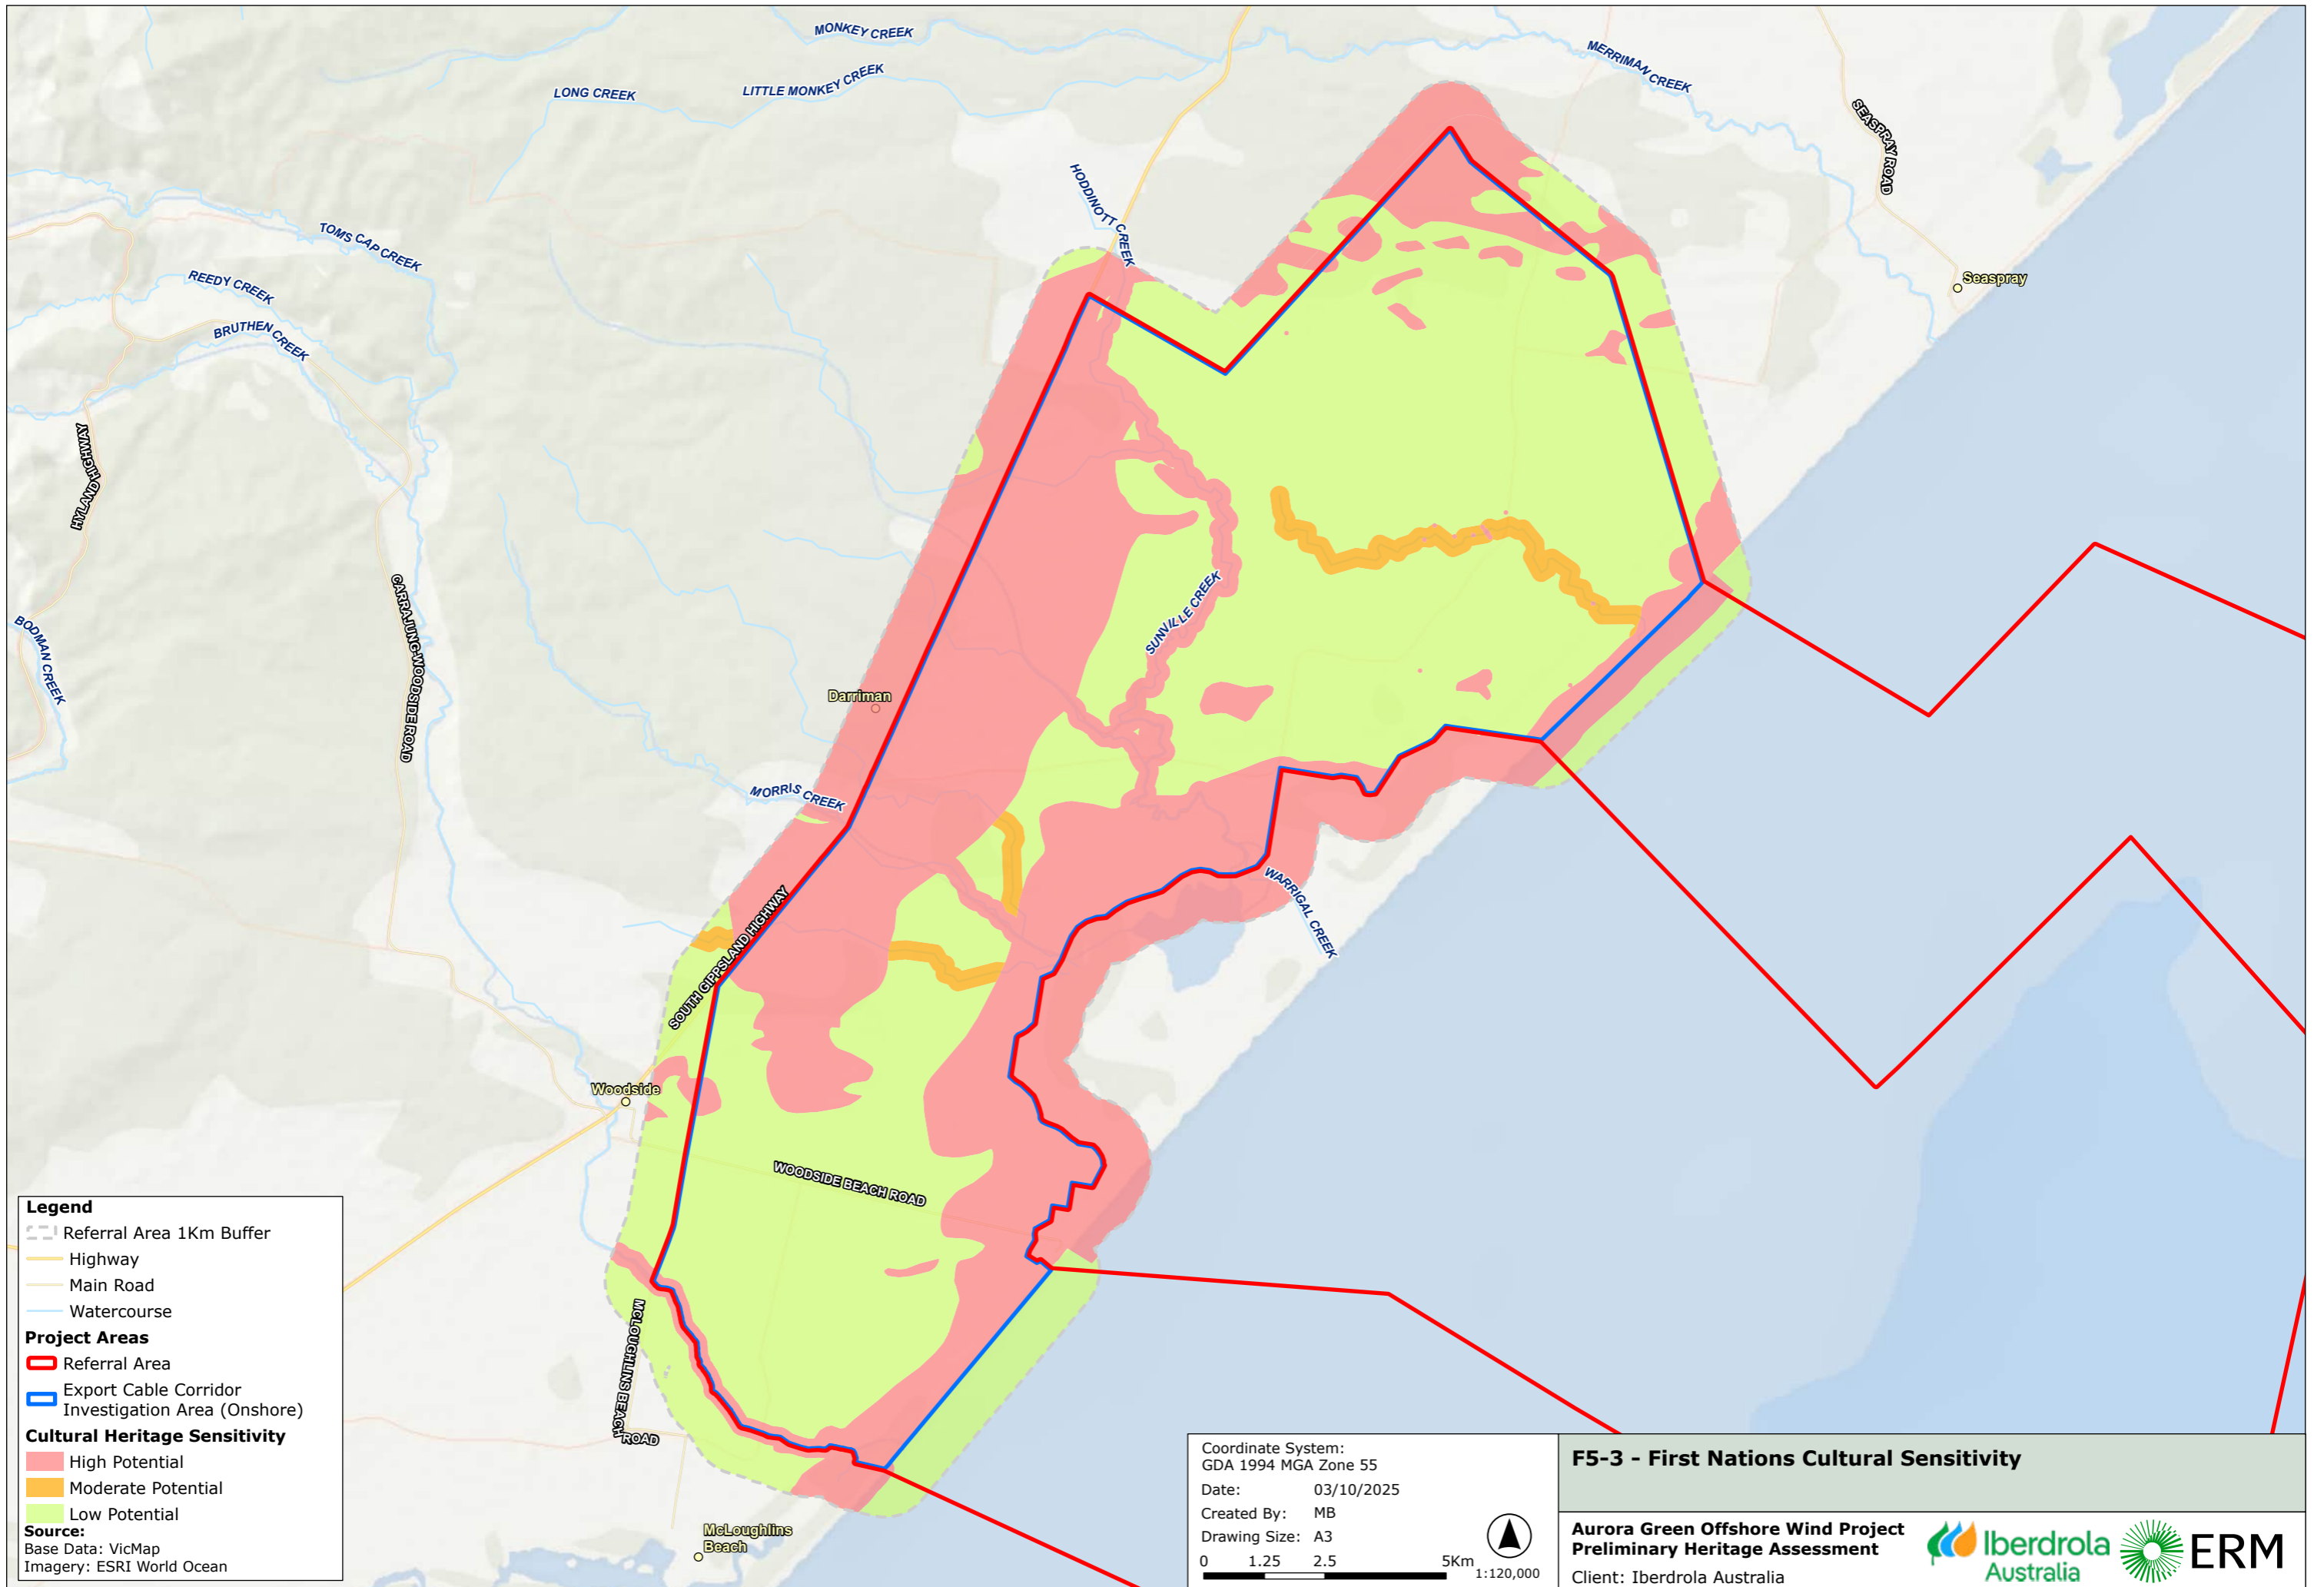 MONKEY CREEK
MERRIMAN CREEK
LONG CREEK
LITTLE MONKEY CREEK
SEASPRAY ROAD
HODDINOTT CREEK
TOMS CAP CREEK
REEDY CREEK
Seaspray
BRUTHEN CREEK
HYLAND HIGHWAY
CARRAJUNG-WOODSIDE ROAD
SUNVILLE CREEK
BODMAN CREEK
Darriman
MORRIS CREEK
WARRIGAL CREEK
SOUTH GIPPSLAND HIGHWAY
Woodside
WOODSIDE BEACH ROAD
MCLOUGHLINS BEACH
ROAD
McLoughlins
Beach
Legend
Referral Area 1Km Buffer
Highway
Main Road
Watercourse
Project Areas
Referral Area
Export Cable Corridor
Investigation Area (Onshore)
Cultural Heritage Sensitivity
High Potential
Moderate Potential
Low Potential
Source:
Base Data: VicMap
Imagery: ESRI World Ocean
Coordinate System:
GDA 1994 MGA Zone 55
Date: 03/10/2025
Created By: MB
Drawing Size: A3
0 1.25 2.5 5Km
1:120,000
F5-3 - First Nations Cultural Sensitivity
Aurora Green Offshore Wind Project
Preliminary Heritage Assessment
Client: Iberdrola Australia
Iberdrola
Australia
ERM